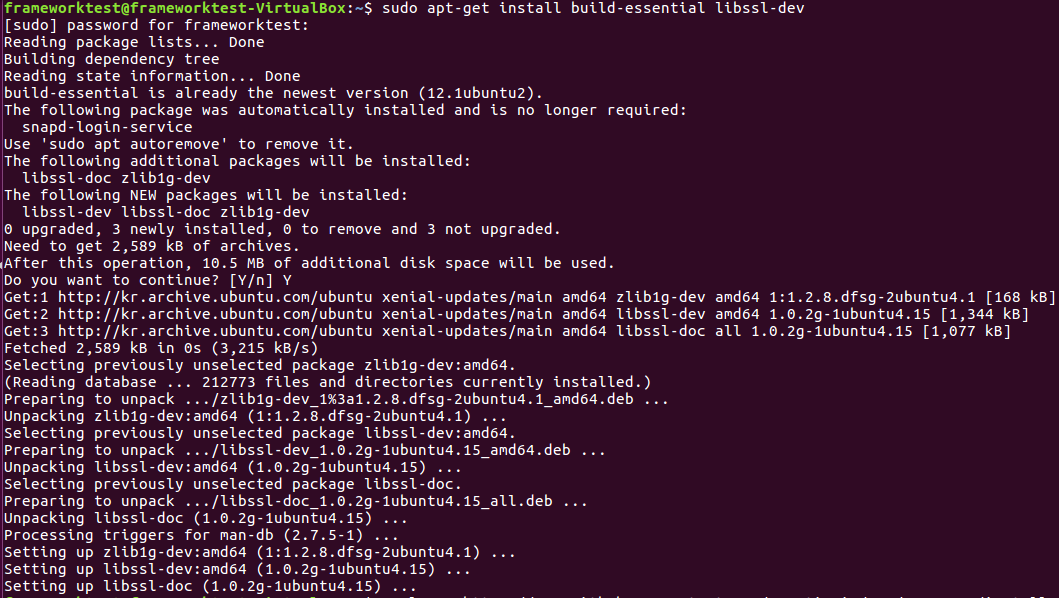 frameworktest@frameworktest-VirtualBox:~$ sudo apt-get install build-essential libssl-dev
[sudo] password for frameworktest:
Reading package lists... Done
Building dependency tree
Reading state information... Done
build-essential is already the newest version (12.1ubuntu2).
The following package was automatically installed and is no longer required:
  snapd-login-service
Use 'sudo apt autoremove' to remove it.
The following additional packages will be installed:
  libssl-doc zlib1g-dev
The following NEW packages will be installed:
  libssl-dev libssl-doc zlib1g-dev
0 upgraded, 3 newly installed, 0 to remove and 3 not upgraded.
Need to get 2,589 kB of archives.
After this operation, 10.5 MB of additional disk space will be used.
Do you want to continue? [Y/n] Y
Get:1 http://kr.archive.ubuntu.com/ubuntu xenial-updates/main amd64 zlib1g-dev amd64 1:1.2.8.dfsg-2ubuntu4.1 [168 kB]
Get:2 http://kr.archive.ubuntu.com/ubuntu xenial-updates/main amd64 libssl-dev amd64 1.0.2g-1ubuntu4.15 [1,344 kB]
Get:3 http://kr.archive.ubuntu.com/ubuntu xenial-updates/main amd64 libssl-doc all 1.0.2g-1ubuntu4.15 [1,077 kB]
Fetched 2,589 kB in 0s (3,215 kB/s)
Selecting previously unselected package zlib1g-dev:amd64.
(Reading database ... 212773 files and directories currently installed.)
Preparing to unpack .../zlib1g-dev_1%3a1.2.8.dfsg-2ubuntu4.1_amd64.deb ...
Unpacking zlib1g-dev:amd64 (1:1.2.8.dfsg-2ubuntu4.1) ...
Selecting previously unselected package libssl-dev:amd64.
Preparing to unpack .../libssl-dev_1.0.2g-1ubuntu4.15_amd64.deb ...
Unpacking libssl-dev:amd64 (1.0.2g-1ubuntu4.15) ...
Selecting previously unselected package libssl-doc.
Preparing to unpack .../libssl-doc_1.0.2g-1ubuntu4.15_all.deb ...
Unpacking libssl-doc (1.0.2g-1ubuntu4.15) ...
Processing triggers for man-db (2.7.5-1) ...
Setting up zlib1g-dev:amd64 (1:1.2.8.dfsg-2ubuntu4.1) ...
Setting up libssl-dev:amd64 (1.0.2g-1ubuntu4.15) ...
Setting up libssl-doc (1.0.2g-1ubuntu4.15) ...